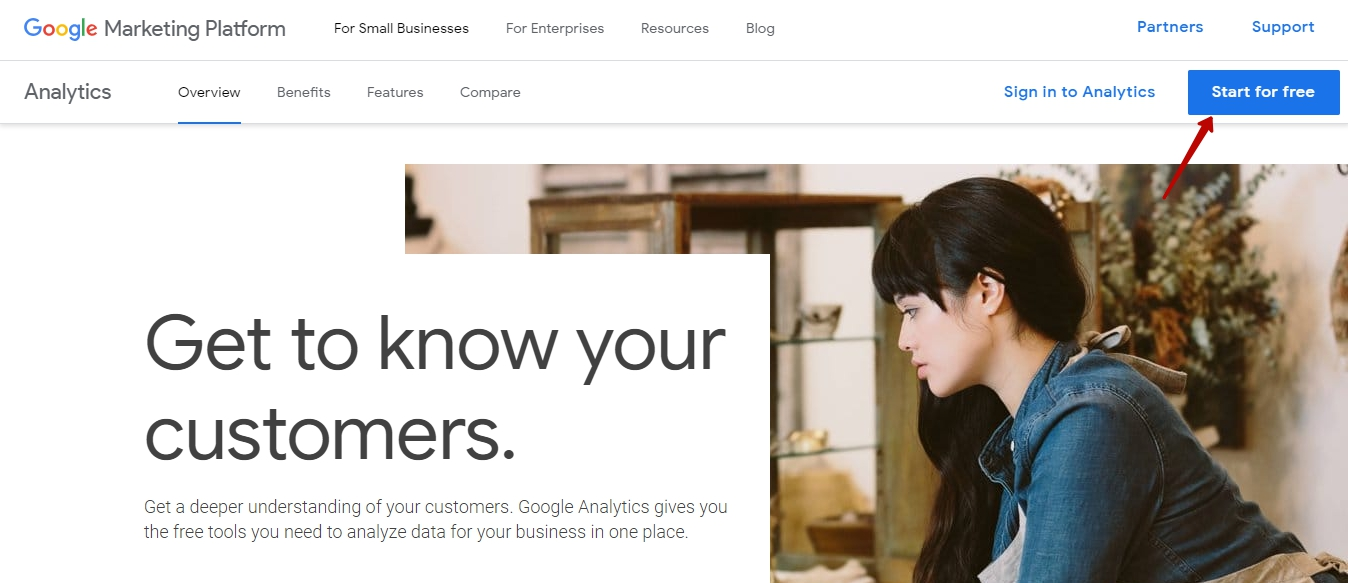 Google Marketing Platform For Small Businesses For Enterprises Resources Blog Partners Support
Analytics Overview Benefits Features Compare Sign in to Analytics Start for free
Get to know your
customers.
Get a deeper understanding of your customers. Google Analytics gives you
the free tools you need to analyze data for your business in one place.